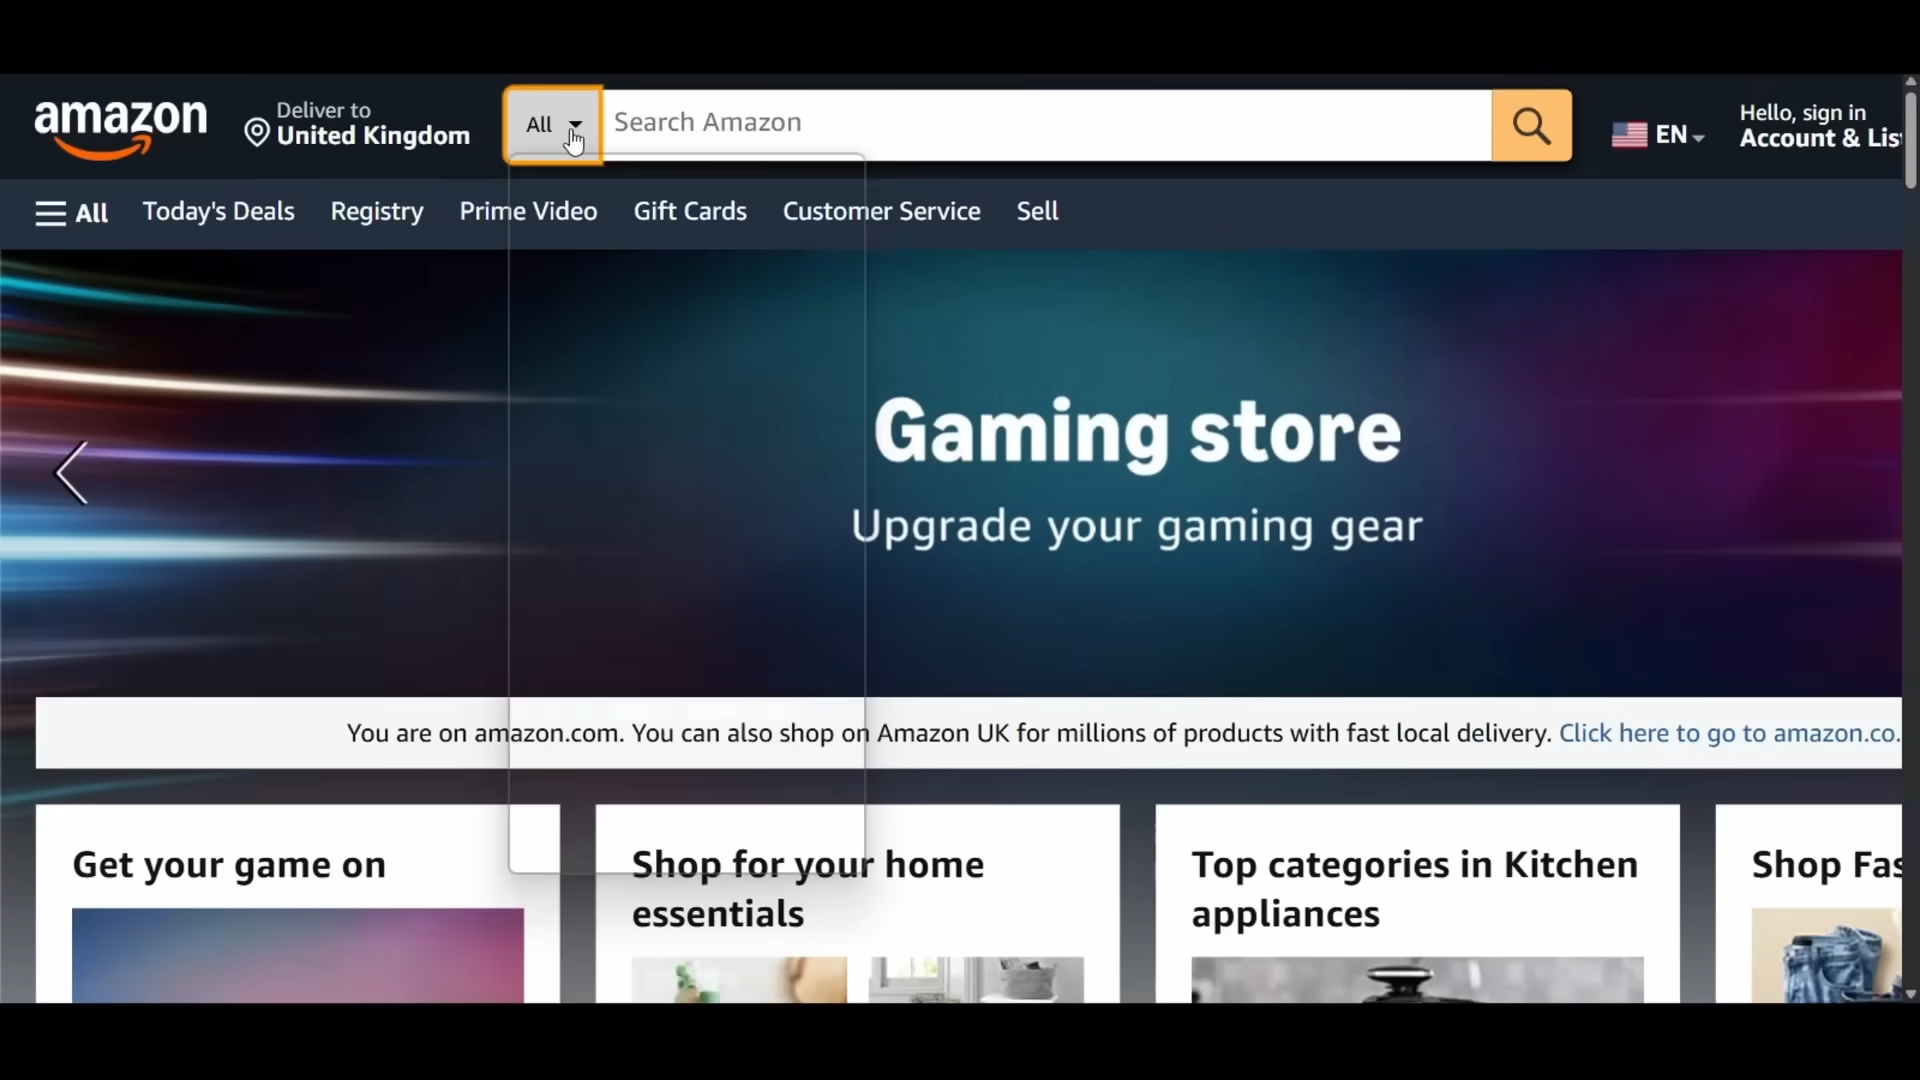 amazon
Deliver to
United Kingdom
All
Search Amazon
EN
Hello, sign in
Account & Lis
All
Today's Deals
Registry
Prime Video
Gift Cards
Customer Service
Sell
Gaming store
Upgrade your gaming gear
You are on amazon.com. You can also shop on Amazon UK for millions of products with fast local delivery. Click here to go to amazon.co.
Get your game on
Shop for your home
essentials
Top categories in Kitchen
appliances
Shop Fas